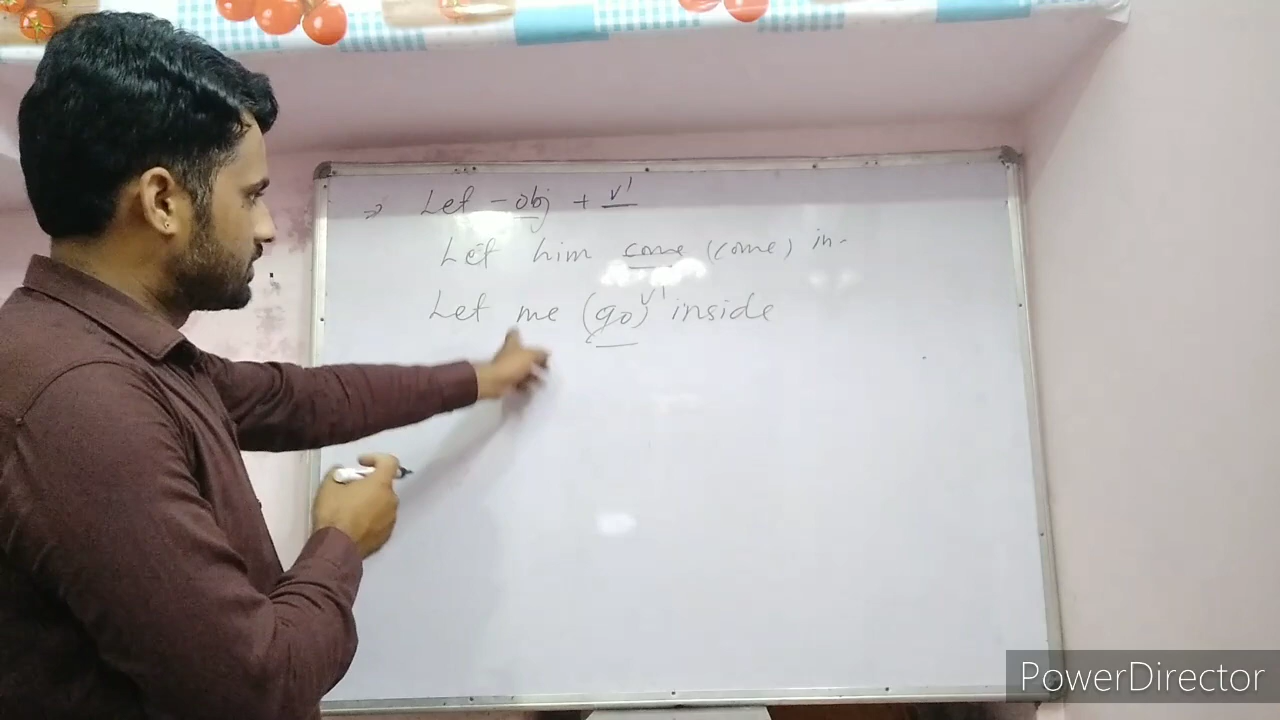 ⇒ Let - obj + v¹
Let him come (come) in.
Let me (go) v¹ inside
PowerDirector